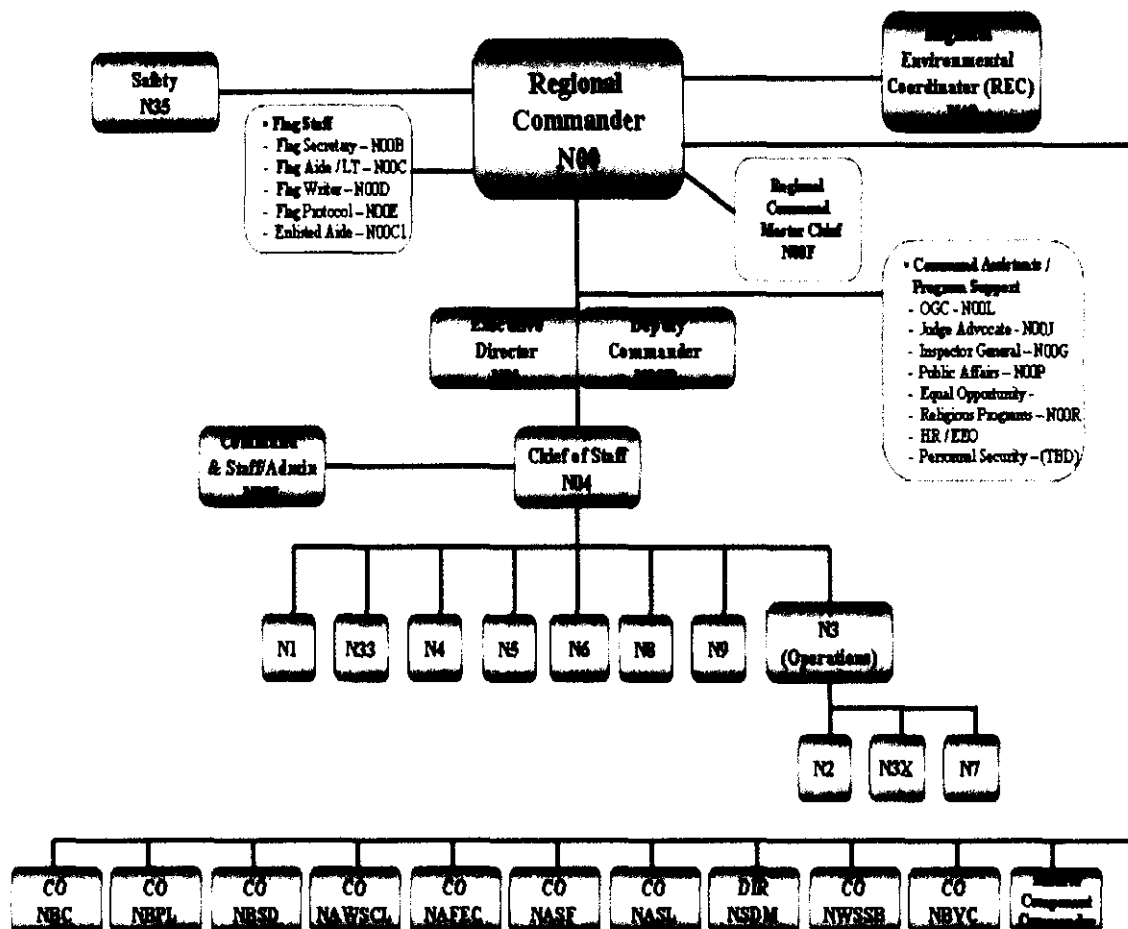 Safety
N35
Regional
Commander
N00
Environmental
Coordinator (REC)
• Flag Staff
- Flag Secretary – N00B
- Flag Aide / LT – N00C
- Flag Writer – N00D
- Flag Protocol – N00E
- Enlisted Aide – N00C1
Regional
Command
Master Chief
N00F
• Command Assistants /
Program Support
- OGC - N00L
- Judge Advocate - N00J
- Inspector General – N00G
- Public Affairs – N00P
- Equal Opportunity -
- Religious Programs – N00R
- HR / EEO
- Personnel Security – (TBD)
Executive
Director
Deputy
Commander
Command
& Staff/Admin
Chief of Staff
N04
N1
N33
N4
N5
N6
N8
N9
N3
(Operations)
N2
N3X
N7
CO
NBC
CO
NBPL
CO
NBSD
CO
NAWSCL
CO
NAFEC
CO
NASF
CO
NASL
DIR
NSDM
CO
NWSSB
CO
NBVC
Component